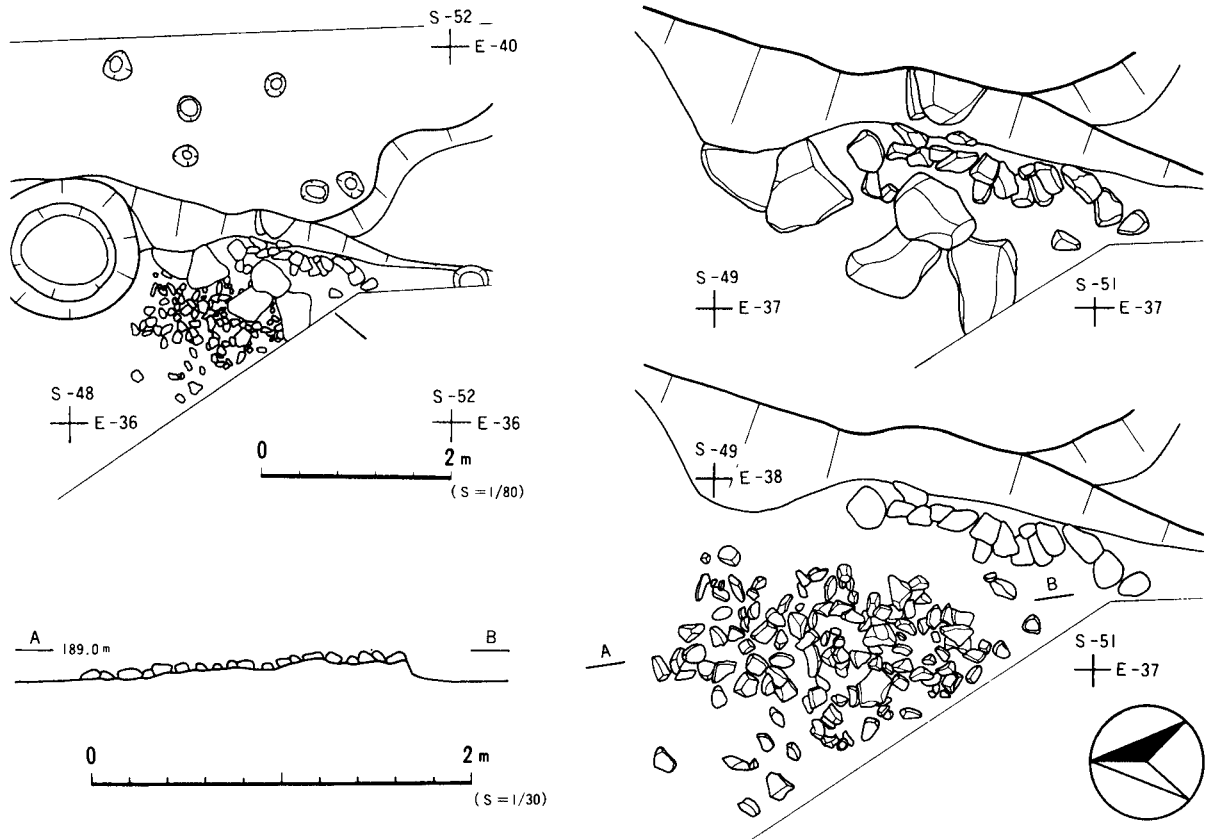 S-52
E-40
S-48
E-36
S-52
E-36
0 2 m
(S=1/80)
A 189.0m B
0 2 m
(S=1/30)
S-49
E-37
S-51
E-37
S-49
E-38
B
A
S-51
E-37